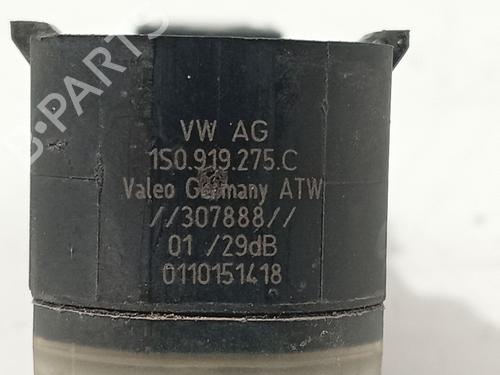 B-PARTS
VW AG
1S0.919.275.C
Valeo Germany ATW
//307888//
01 /29dB
0110151418